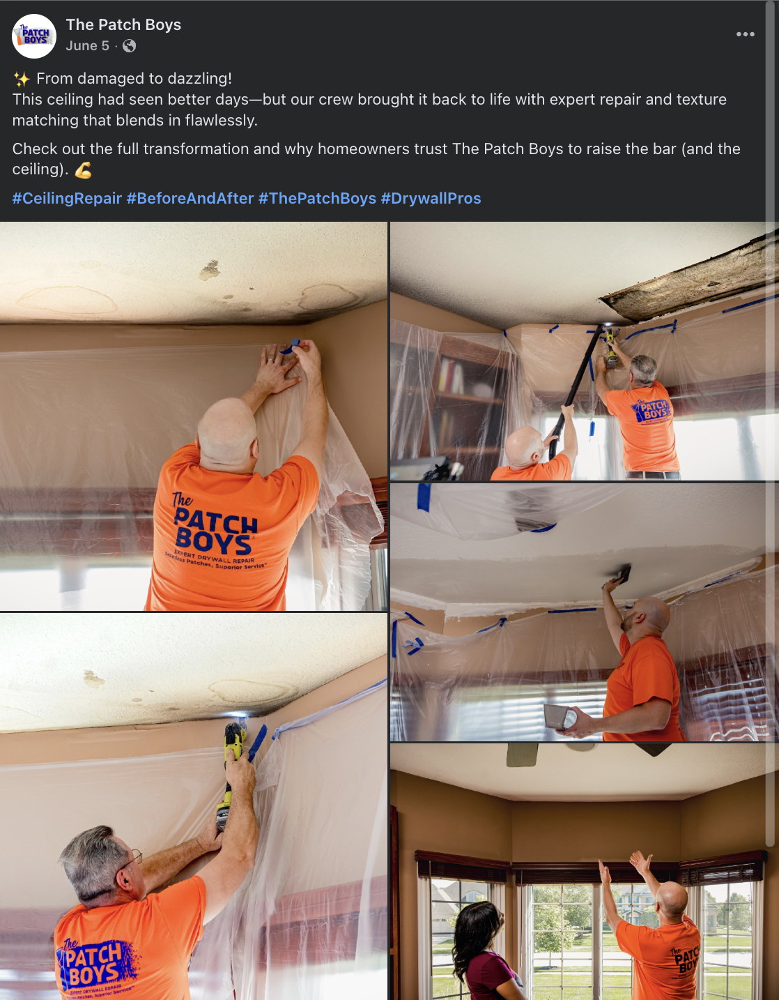 The Patch Boys
June 5 ·
✨ From damaged to dazzling!
This ceiling had seen better days—but our crew brought it back to life with expert repair and texture
matching that blends in flawlessly.
Check out the full transformation and why homeowners trust The Patch Boys to raise the bar (and the
ceiling). 💪
#CeilingRepair #BeforeAndAfter #ThePatchBoys #DrywallPros
The
PATCH
BOYS
The
PATCH
BOYS
EXPERT DRYWALL REPAIR
Seamless Patches, Superior Service
PATCH
BOYS
The
PATCH
BOYS
EXPERT DRYWALL REPAIR
Patches, Superior Service
The
PATCH
BOY